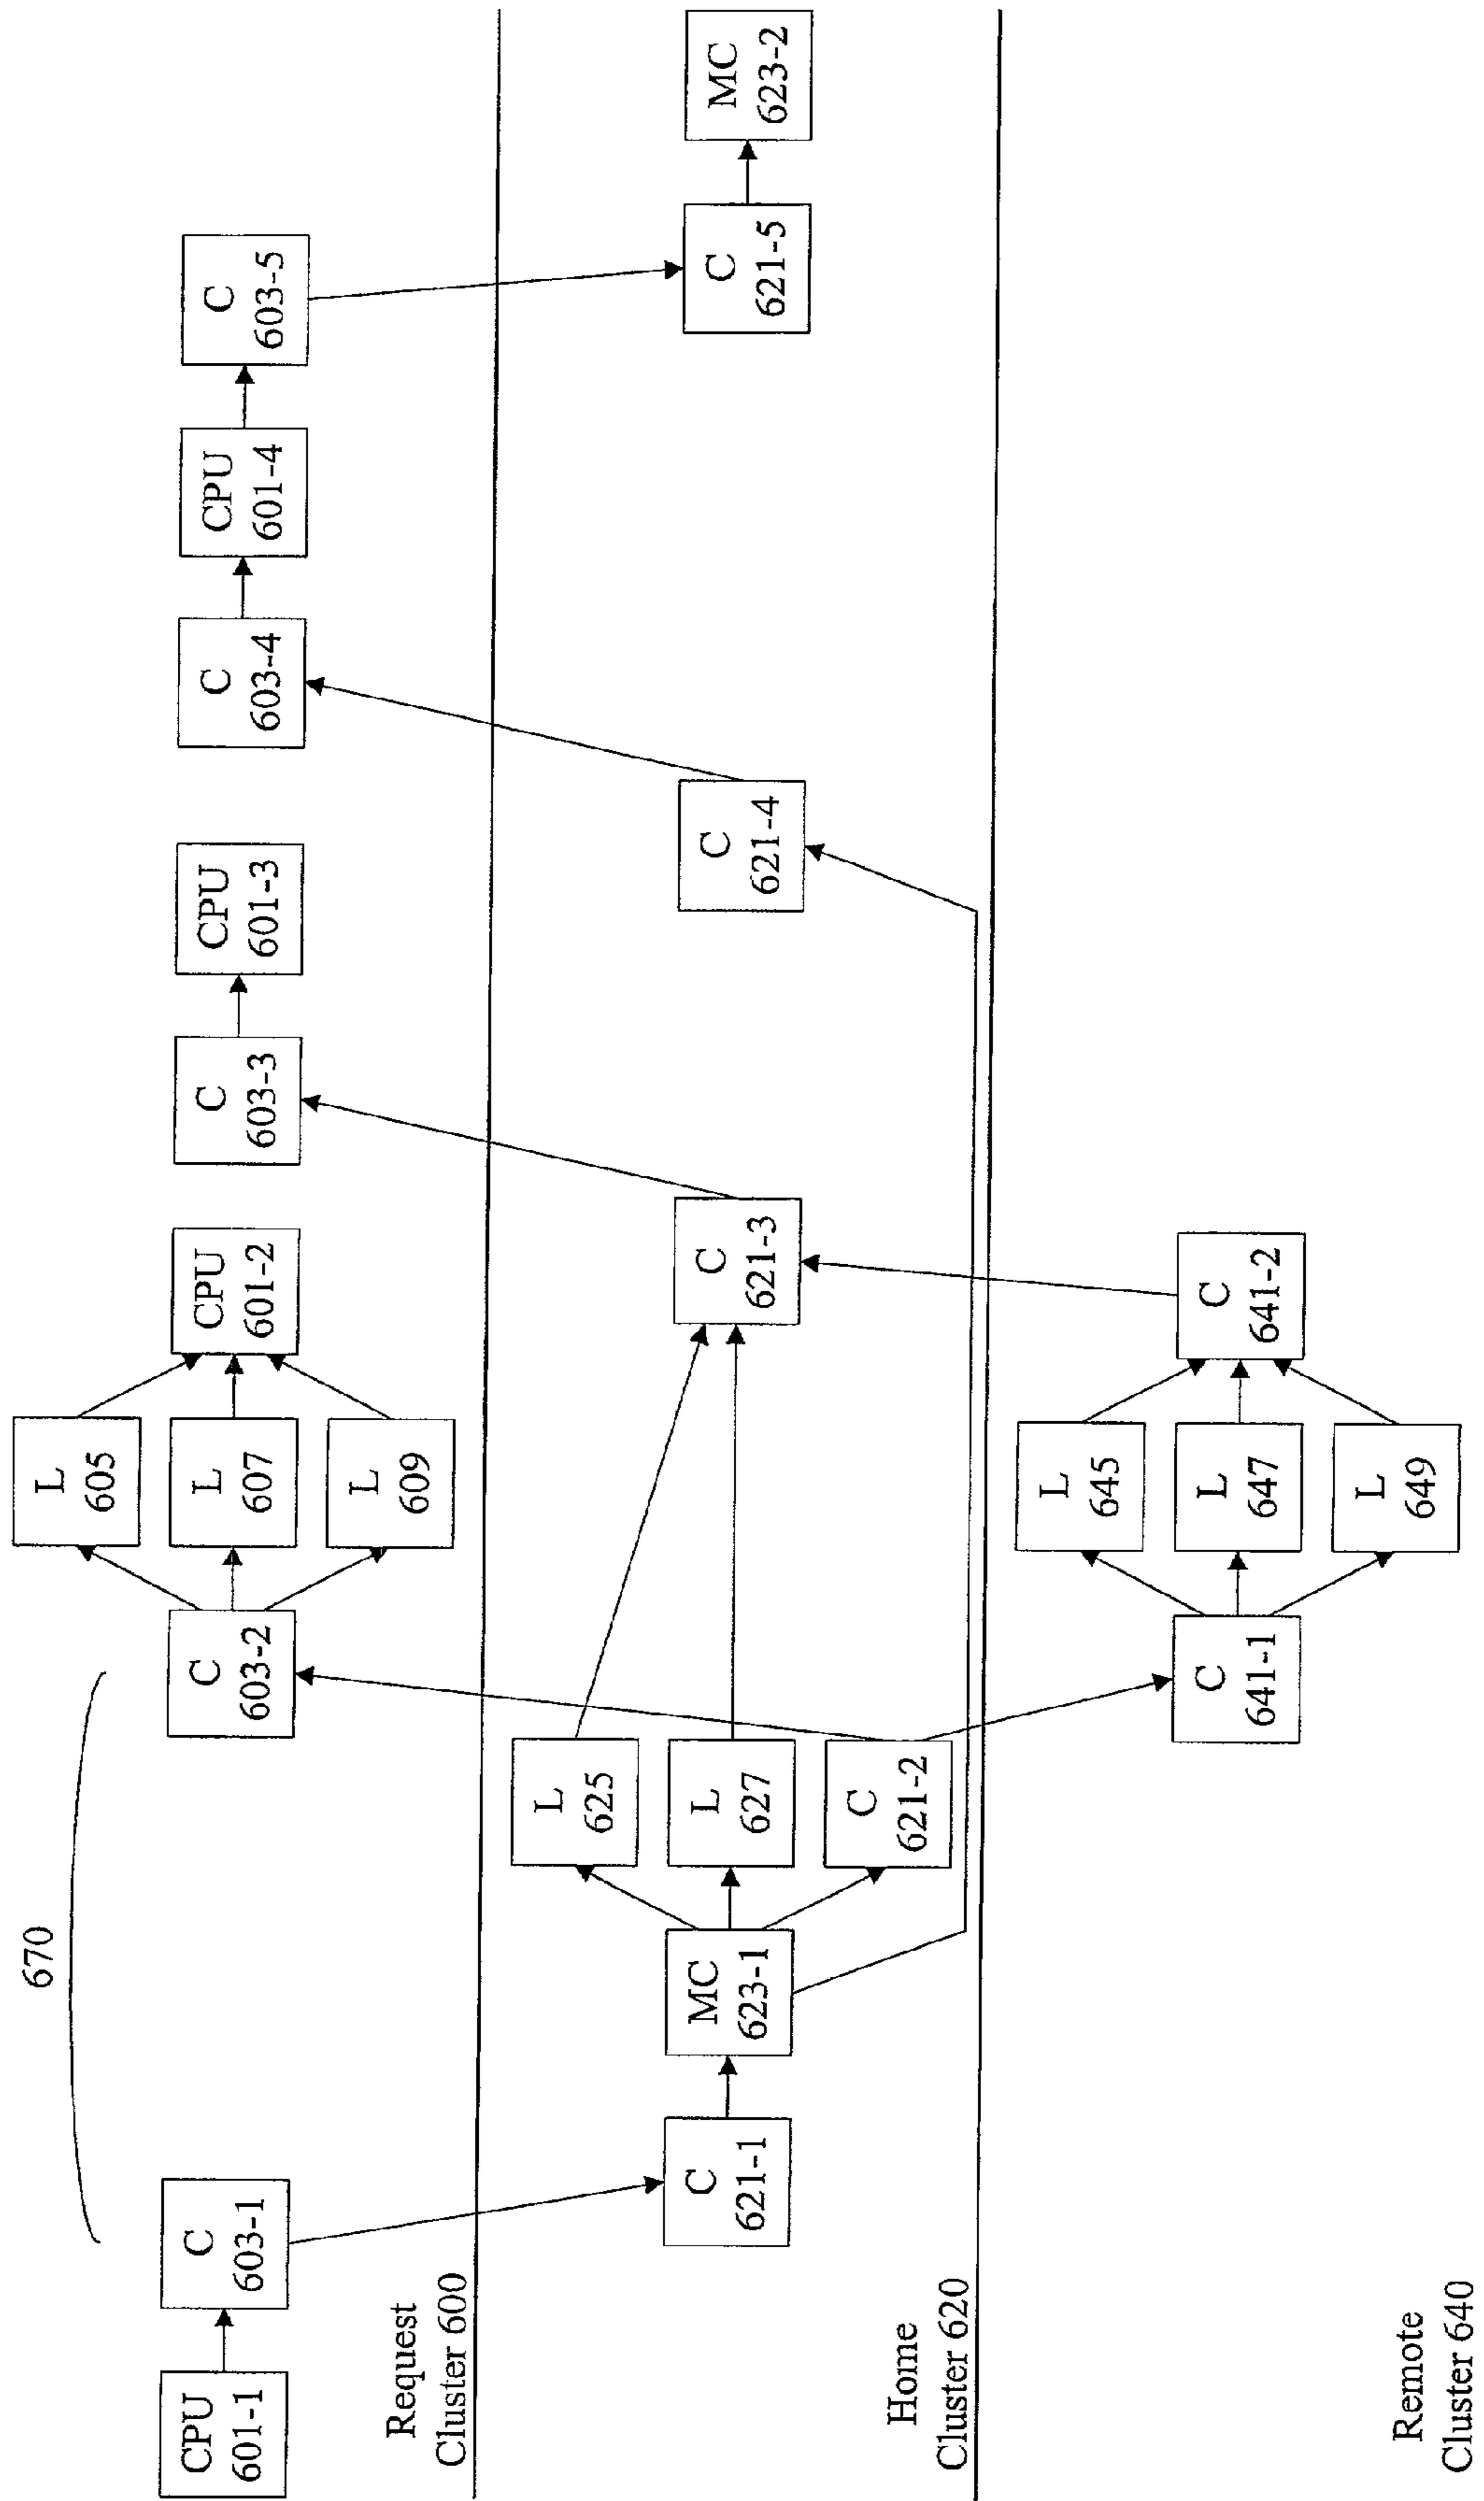 670
CPU
601-1
C
603-1
C
603-2
L
605
L
607
L
609
CPU
601-2
C
603-3
CPU
601-3
C
603-4
CPU
601-4
C
603-5
Request
Cluster 600
C
621-1
MC
623-1
L
625
L
627
C
621-2
C
621-3
C
621-4
C
621-5
MC
623-2
Home
Cluster 620
C
641-1
L
645
L
647
L
649
C
641-2
Remote
Cluster 640